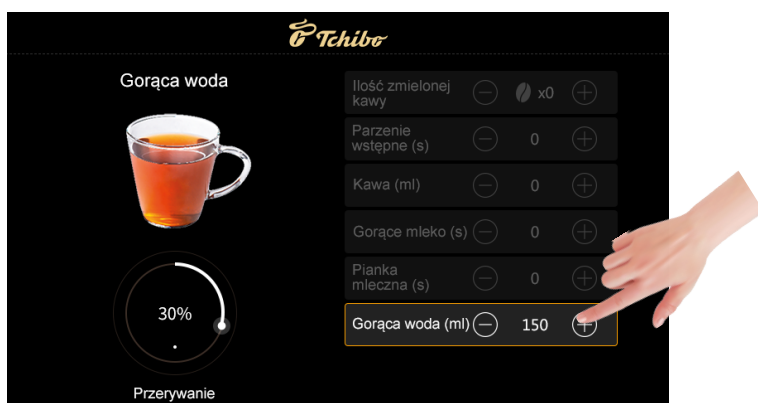 Tchibo
Gorąca woda
Ilość zmielonej
kawy
x0
Parzenie
wstępne (s)
0
Kawa (ml)
0
Gorące mleko (s)
0
Pianka
mleczna (s)
0
Gorąca woda (ml)
150
30%
Przerywanie